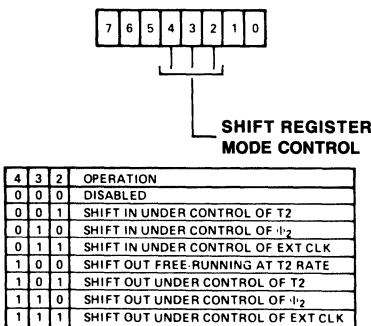 7 6 5 4 3 2 1 0
SHIFT REGISTER
MODE CONTROL
4 3 2 OPERATION
0 0 0 DISABLED
0 0 1 SHIFT IN UNDER CONTROL OF T2
0 1 0 SHIFT IN UNDER CONTROL OF ϕ2
0 1 1 SHIFT IN UNDER CONTROL OF EXT CLK
1 0 0 SHIFT OUT FREE-RUNNING AT T2 RATE
1 0 1 SHIFT OUT UNDER CONTROL OF T2
1 1 0 SHIFT OUT UNDER CONTROL OF ϕ2
1 1 1 SHIFT OUT UNDER CONTROL OF EXT CLK